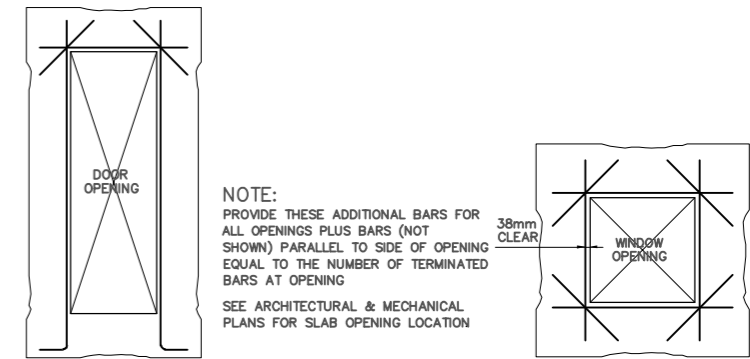 DOOR
OPENING
NOTE:
PROVIDE THESE ADDITIONAL BARS FOR
ALL OPENINGS PLUS BARS (NOT
SHOWN) PARALLEL TO SIDE OF OPENING
EQUAL TO THE NUMBER OF TERMINATED
BARS AT OPENING
SEE ARCHITECTURAL & MECHANICAL
PLANS FOR SLAB OPENING LOCATION
38mm
CLEAR
WINDOW
OPENING